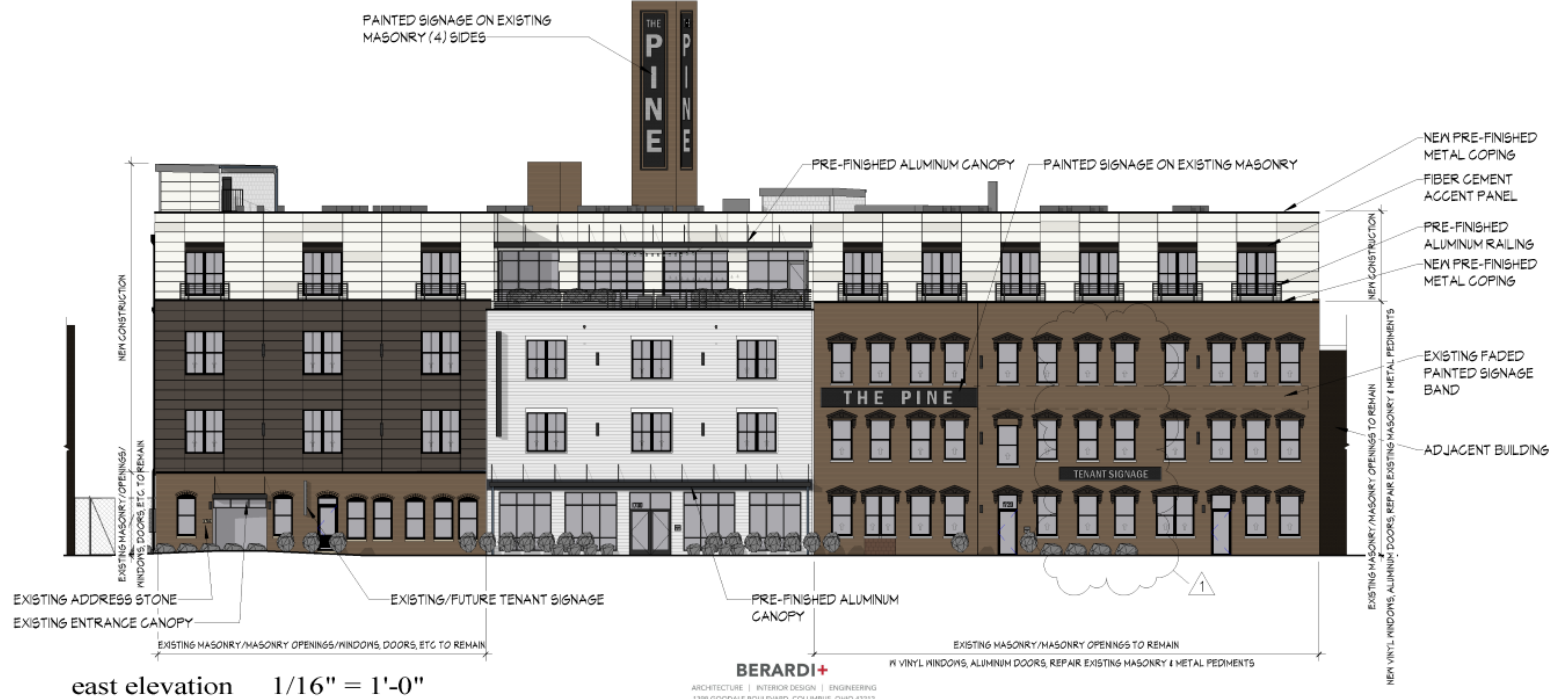 PAINTED SIGNAGE ON EXISTING
MASONRY (4) SIDES
THE
PINE
THE
PINE
PRE-FINISHED ALUMINUM CANOPY
PAINTED SIGNAGE ON EXISTING MASONRY
NEW PRE-FINISHED
METAL COPING
FIBER CEMENT
ACCENT PANEL
PRE-FINISHED
ALUMINUM RAILING
NEW PRE-FINISHED
METAL COPING
NEW CONSTRUCTION
NEW CONSTRUCTION
EXISTING FADED
PAINTED SIGNAGE
BAND
THE PINE
TENANT SIGNAGE
ADJACENT BUILDING
EXISTING MASONRY/OPENINGS/
WINDOWS, DOORS, ETC TO REMAIN
EXISTING MASONRY/MASONRY OPENINGS TO REMAIN
NEW VINYL WINDOWS, ALUMINUM DOORS, REPAIR EXISTING MASONRY & METAL PEDIMENTS
1
EXISTING ADDRESS STONE
EXISTING ENTRANCE CANOPY
EXISTING/FUTURE TENANT SIGNAGE
PRE-FINISHED ALUMINUM
CANOPY
EXISTING MASONRY/MASONRY OPENINGS/WINDOWS, DOORS, ETC TO REMAIN
EXISTING MASONRY/MASONRY OPENINGS TO REMAIN
W VINYL WINDOWS, ALUMINUM DOORS, REPAIR EXISTING MASONRY & METAL PEDIMENTS
BERARDI+
ARCHITECTURE | INTERIOR DESIGN | ENGINEERING
east elevation 1/16" = 1'-0"